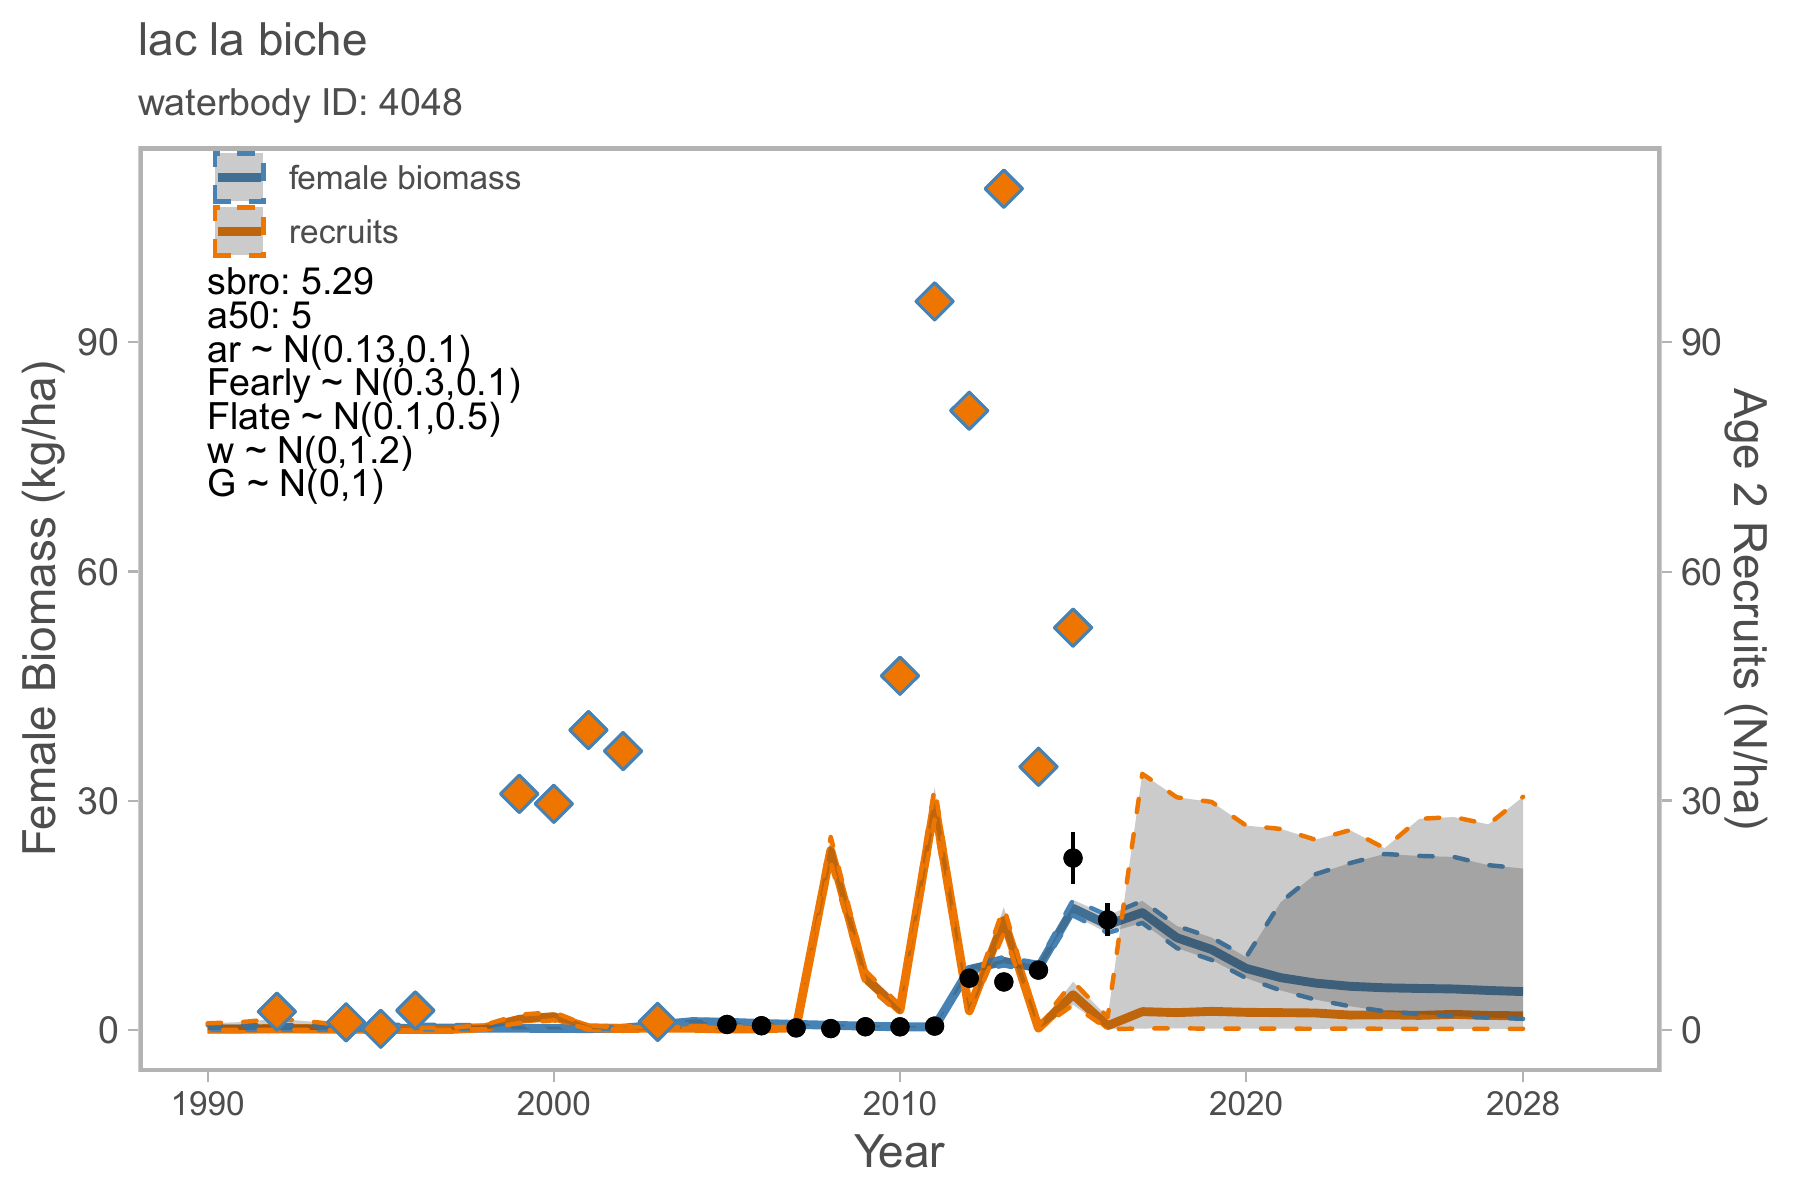 lac la biche
waterbody ID: 4048
female biomass
recruits
sbro: 5.29
a50: 5
ar ~ N(0.13,0.1)
Fearly ~ N(0.3,0.1)
Flate ~ N(0.1,0.5)
w ~ N(0,1.2)
G ~ N(0,1)
Female Biomass (kg/ha)
90
60
30
0
90
60
30
0
Age 2 Recruits (N/ha)
1990
2000
2010
2020
2028
Year